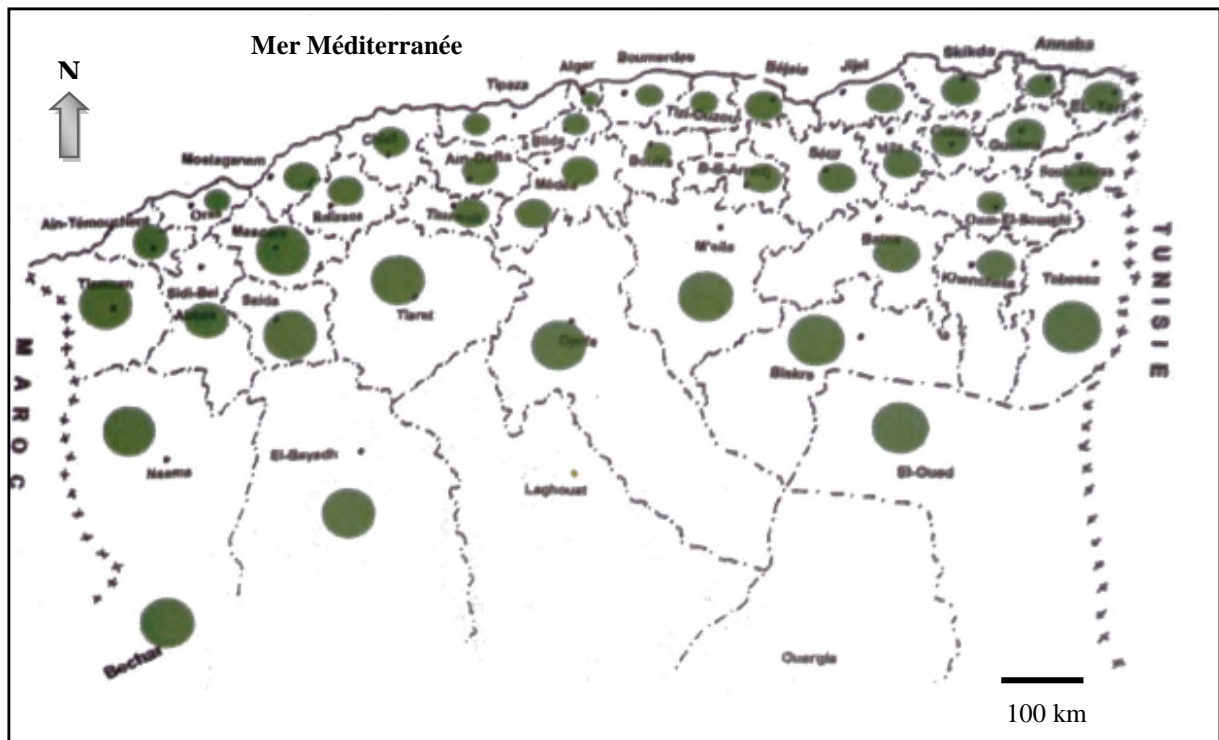 Mer Méditerranée
N
Annaba
Skikda
Jijel
Béjaia
Boumerdes
Alger
Tipaza
EL-Tarf
Tizi-Ouzou
Blida
Chlef
Guelma
Mila
Sétif
Bouira
Ain-Defla
Mostaganem
B-B-Arreridj
Médéa
Souk-Ahras
Oran
Relizane
Tissemsilt
Oum-El-Bouaghi
Ain-Témouchent
Mascara
M'sila
Batna
Khenchela
Tebessa
Tlemcen
Sidi-Bel
Abbes
Saida
Tiaret
Djelfa
Biskra
TUNISIE
MAROC
Naama
El-Bayadh
Laghouat
El-Oued
Bechar
Ouargla
100 km